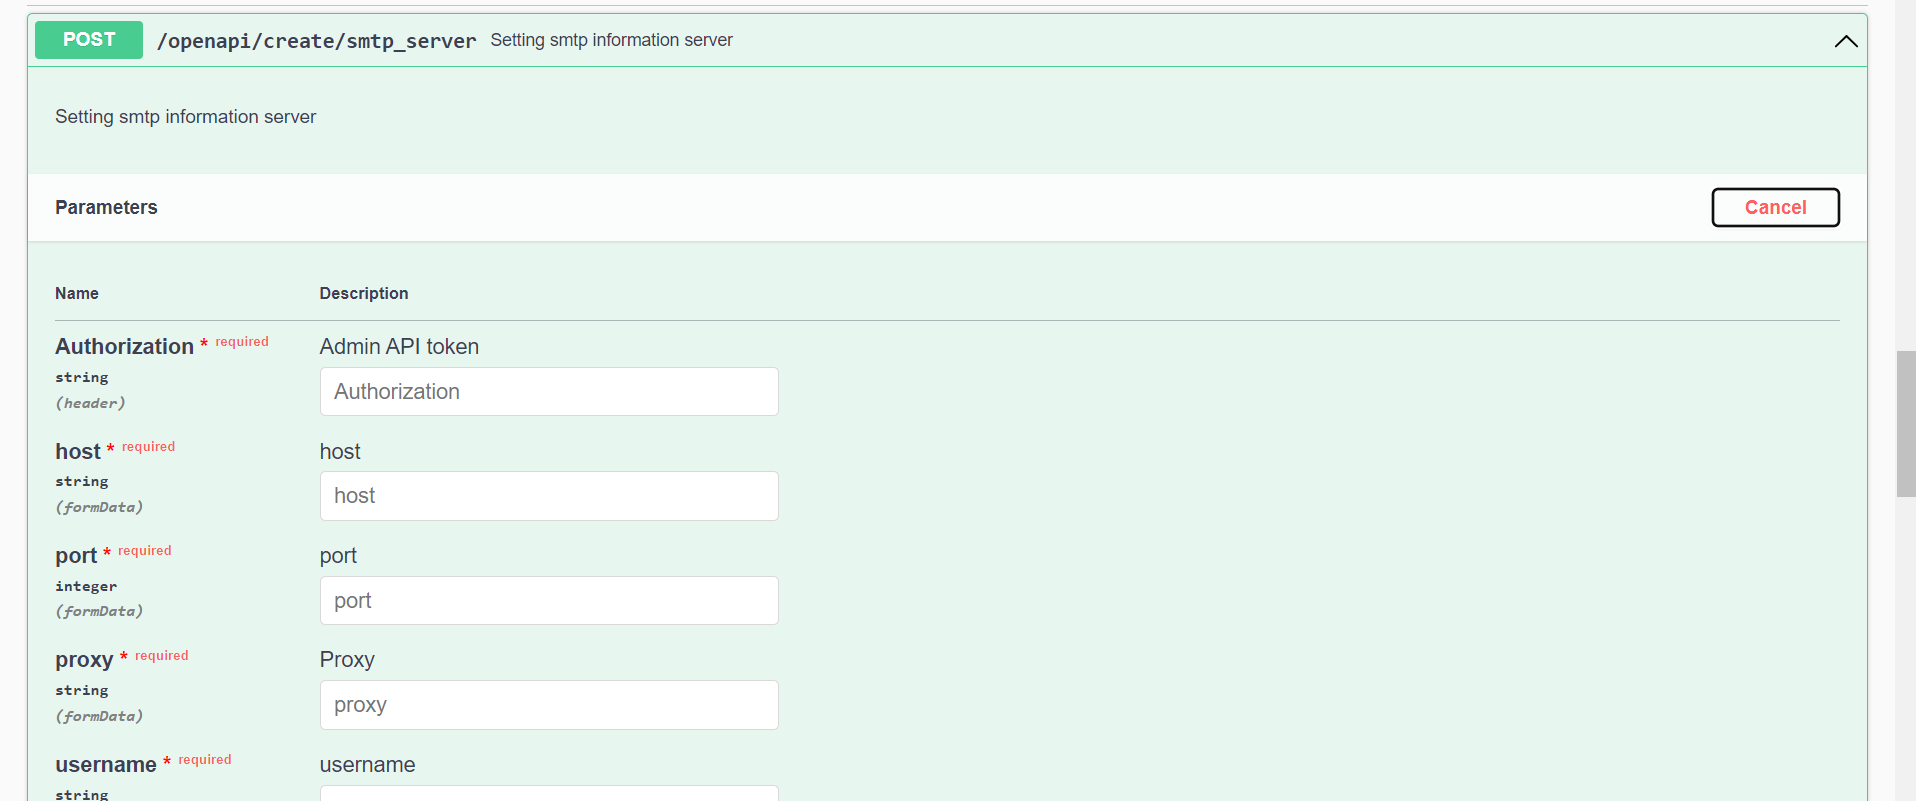 POST /openapi/create/smtp_server Setting smtp information server
Setting smtp information server
Parameters Cancel
Name Description
Authorization * required Admin API token
string
(header)
Authorization
host * required host
string
(formData)
host
port * required port
integer
(formData)
port
proxy * required Proxy
string
(formData)
proxy
username * required username
string